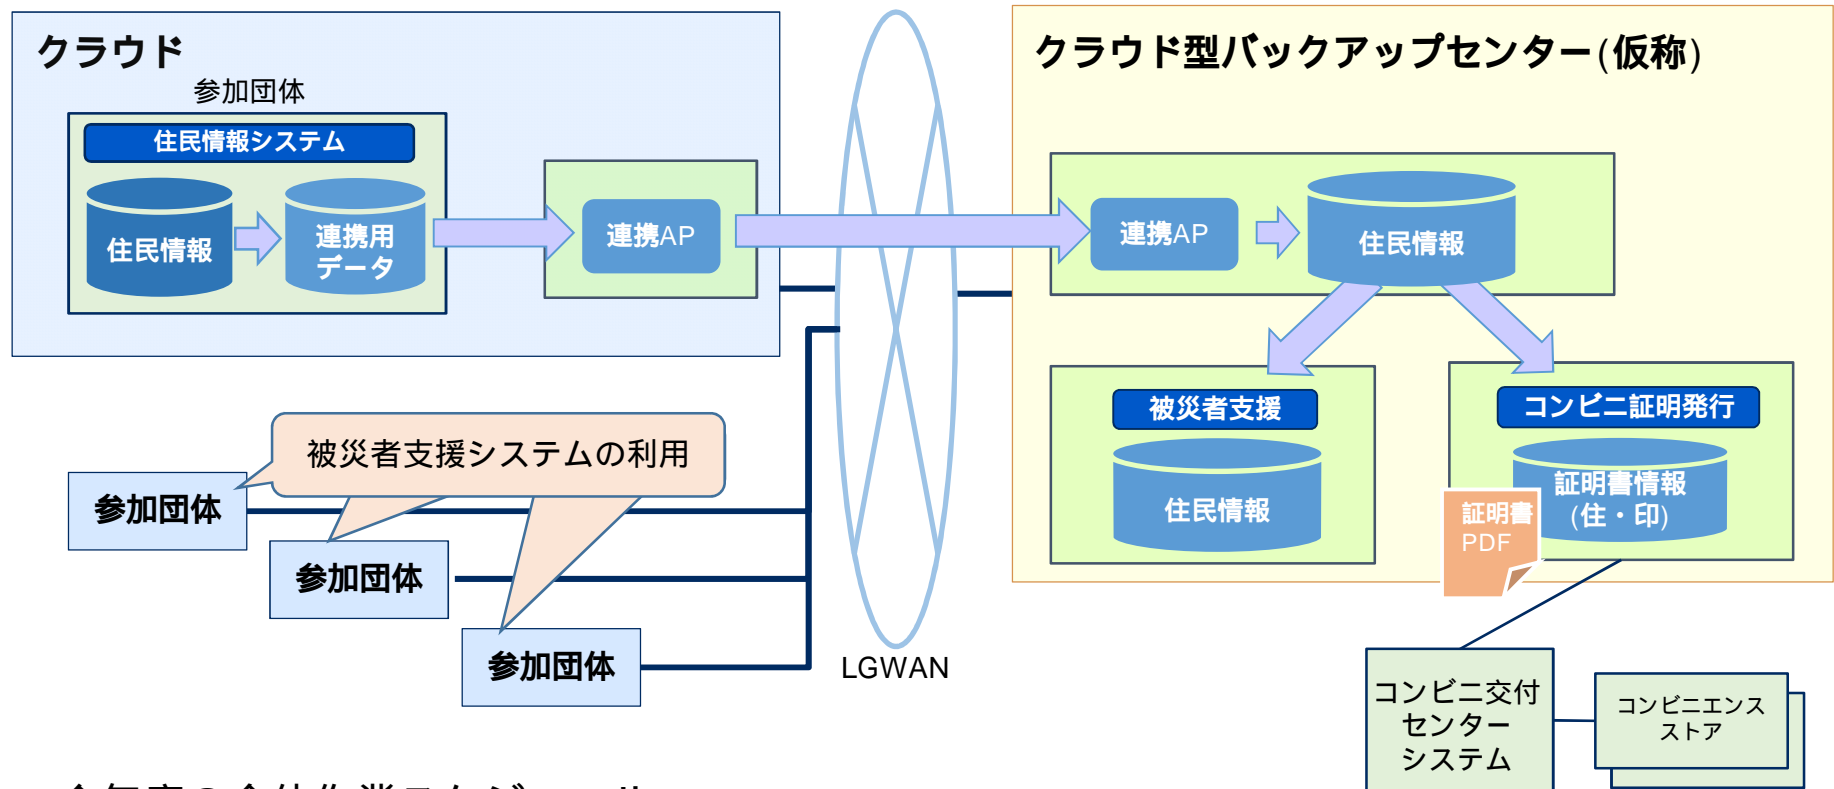 クラウド
参加団体
住民情報システム
住民情報
連携用
データ
連携AP
クラウド型バックアップセンター(仮称)
連携AP
住民情報
被災者支援
住民情報
コンビニ証明発行
証明書情報
(住・印)
証明書
PDF
被災者支援システムの利用
参加団体
参加団体
参加団体
LGWAN
コンビニ交付
センター
システム
コンビニエンス
ストア